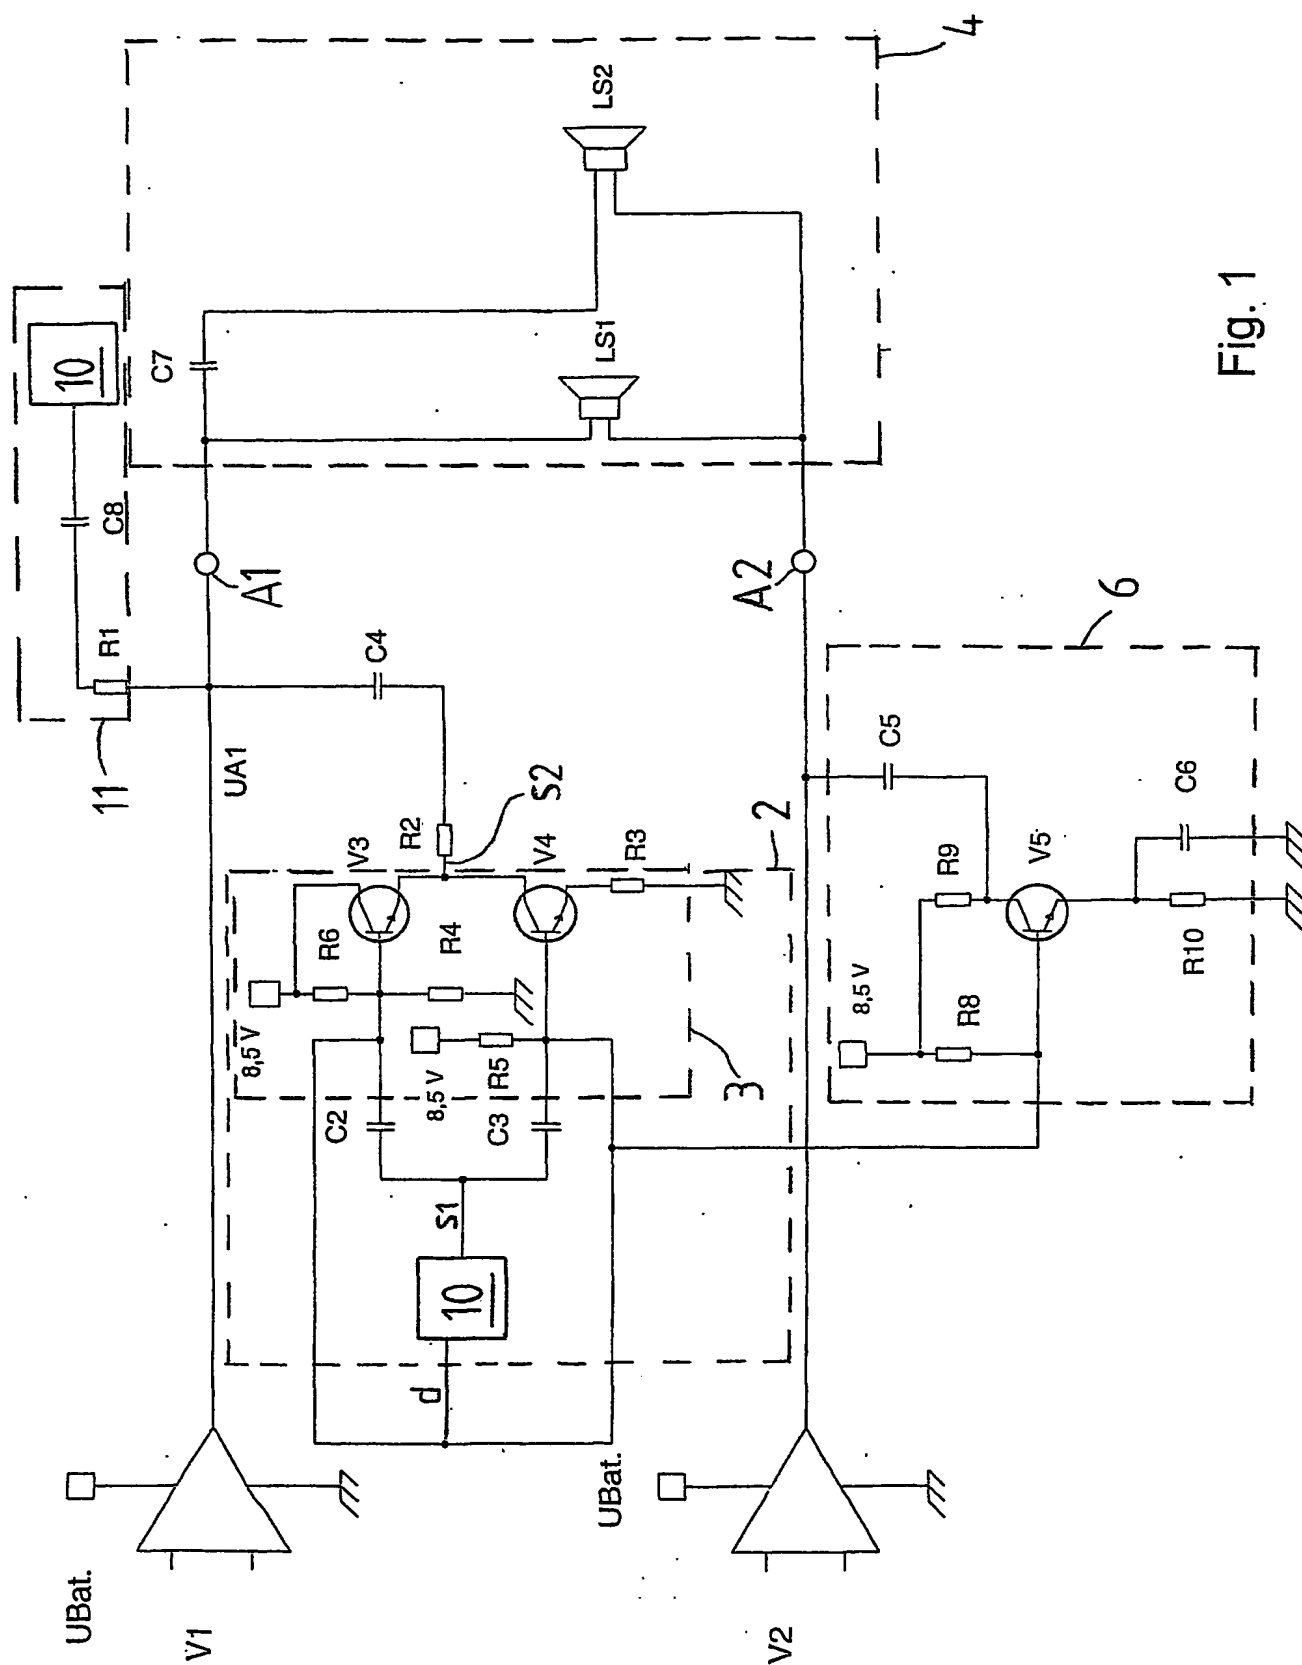 UBat.
V1
UA1
11
R1
C8
10
A1
C7
4
LS2
LS1
8,5 V
R6
V3
R2
C4
R4
S2
V4
R3
2
3
C2
8,5 V
R5
C3
S1
10
d
UBat.
V2
A2
6
C5
8,5 V
R9
R8
V5
C6
R10
Fig. 1